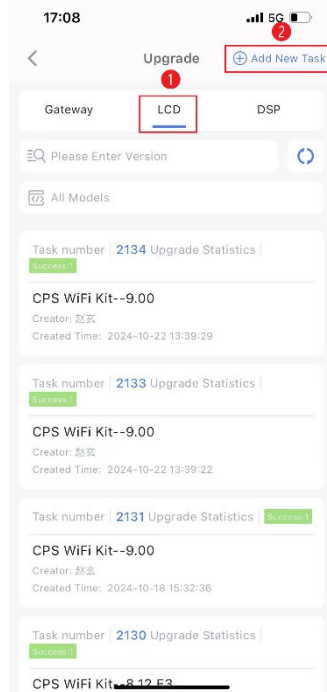 17:08
5G
2
Upgrade
Add New Task
1
Gateway
LCD
DSP
Please Enter Version
All Models
Task number 2134 Upgrade Statistics
Success:1
CPS WiFi Kit--9.00
Creator: 赵玄
Created Time: 2024-10-22 13:39:29
Task number 2133 Upgrade Statistics
Success:1
CPS WiFi Kit--9.00
Creator: 赵玄
Created Time: 2024-10-22 13:39:22
Task number 2131 Upgrade Statistics Success:1
CPS WiFi Kit--9.00
Creator: 赵玄
Created Time: 2024-10-18 15:32:36
Task number 2130 Upgrade Statistics
Success:1
CPS WiFi Kit--8.12.F3